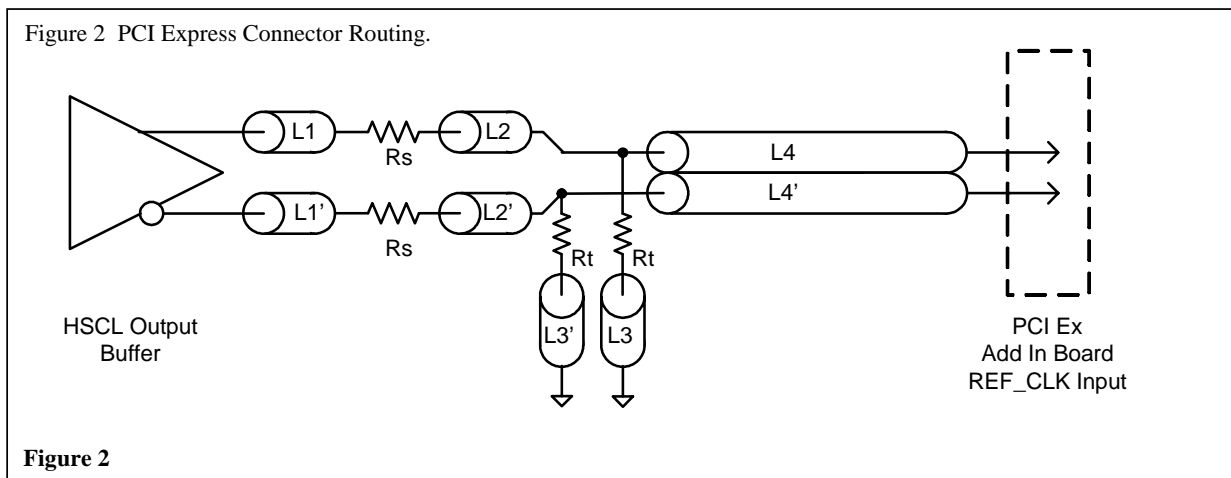 Figure 2 PCI Express Connector Routing.
L1
Rs
L2
L4
L1'
Rs
L2'
L4'
Rt
Rt
L3'
L3
HSCL Output
Buffer
PCI Ex
Add In Board
REF_CLK Input
Figure 2